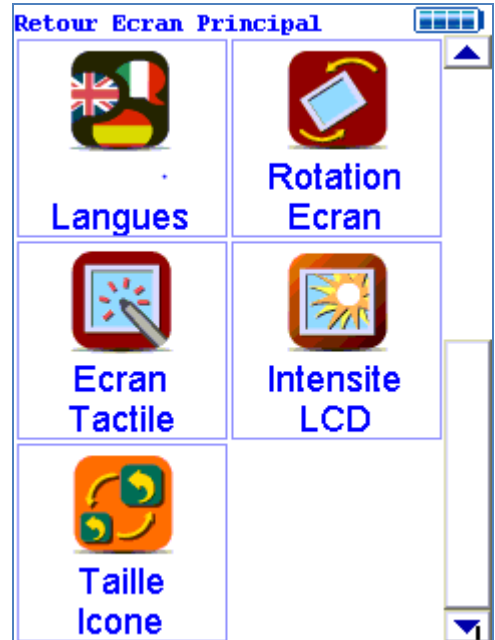 Retour Ecran Principal
Langues
Rotation
Ecran
Ecran
Tactile
Intensite
LCD
Taille
Icone